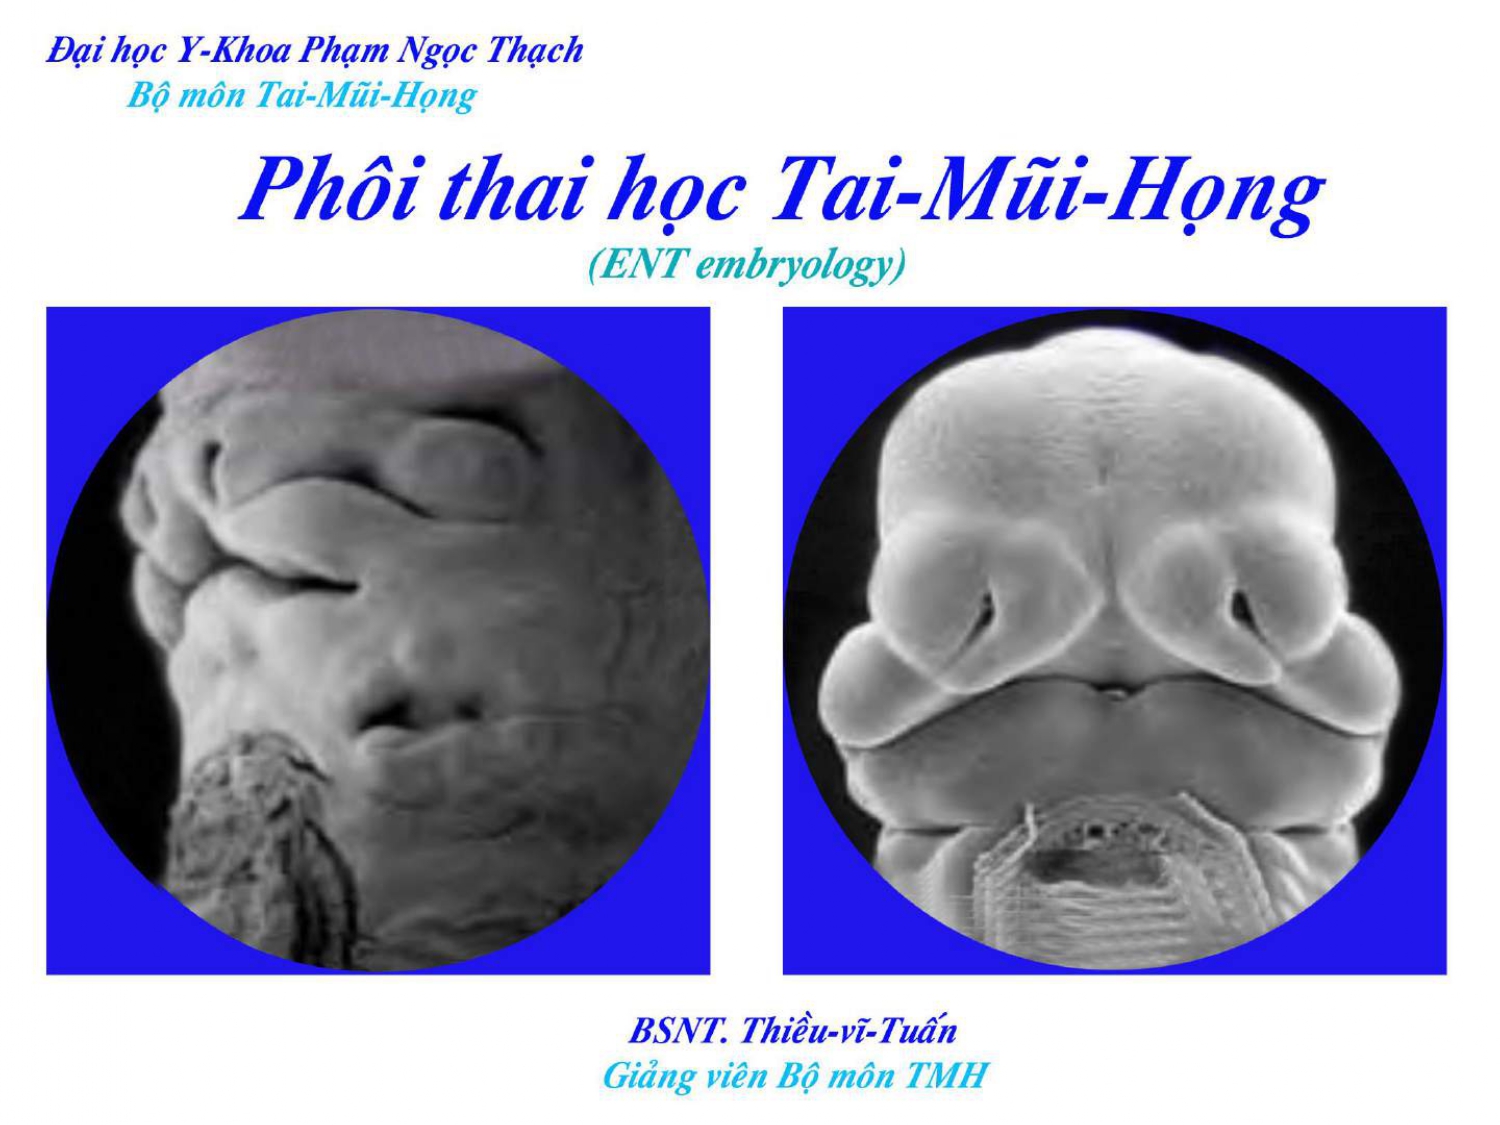 Đại học Y-Khoa Phạm Ngọc Thạch
Bộ môn Tai-Mũi-Họng
Phôi thai học Tai-Mũi-Họng
(ENT embryology)
BSNT. Thiều-vĩ-Tuấn
Giảng viên Bộ môn TMH